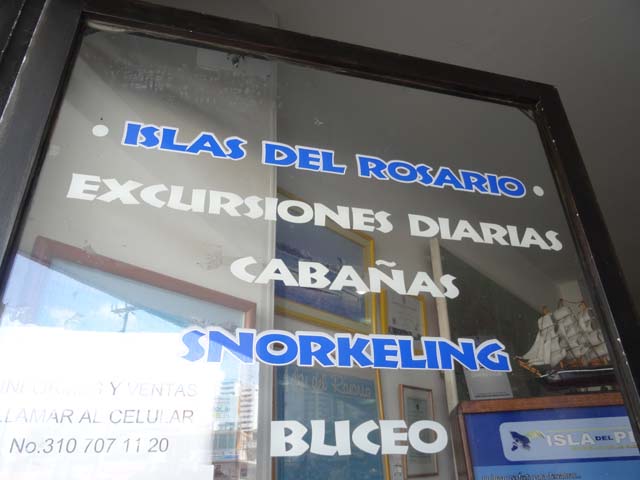 • ISLAS DEL ROSARIO •
EXCURSIONES DIARIAS
CABAÑAS
SNORKELING
BUCEO
INFORMES Y VENTAS
LLAMAR AL CELULAR
No.310 707 11 20
ISLA DEL